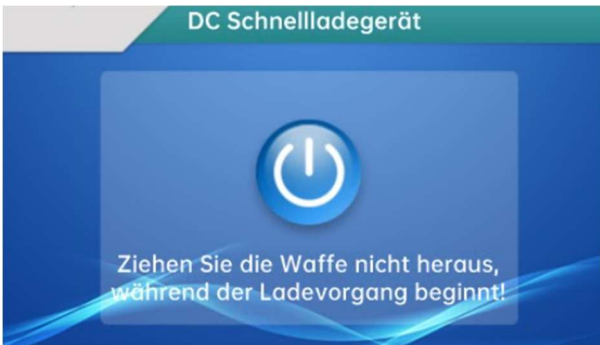 DC Schnellladegerät
Ziehen Sie die Waffe nicht heraus,
während der Ladevorgang beginnt!